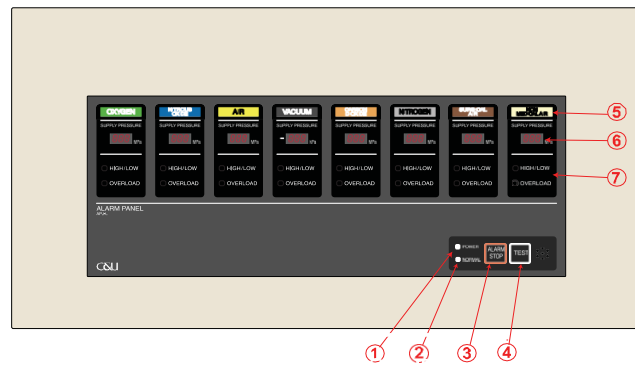 OXYGEN
NITROUS
OXIDE
AIR
VACUUM
NITROGEN
SURGICAL
AIR
SUPPLY PRESSURE
SUPPLY PRESSURE
SUPPLY PRESSURE
SUPPLY PRESSURE
SUPPLY PRESSURE
SUPPLY PRESSURE
SUPPLY PRESSURE
SUPPLY PRESSURE
HIGH/LOW
HIGH/LOW
HIGH/LOW
HIGH/LOW
HIGH/LOW
HIGH/LOW
HIGH/LOW
HIGH/LOW
OVERLOAD
OVERLOAD
OVERLOAD
OVERLOAD
OVERLOAD
OVERLOAD
OVERLOAD
OVERLOAD
ALARM PANEL
POWER
NORMAL
ALARM
STOP
TEST
C&U
1
2
3
4
5
6
7